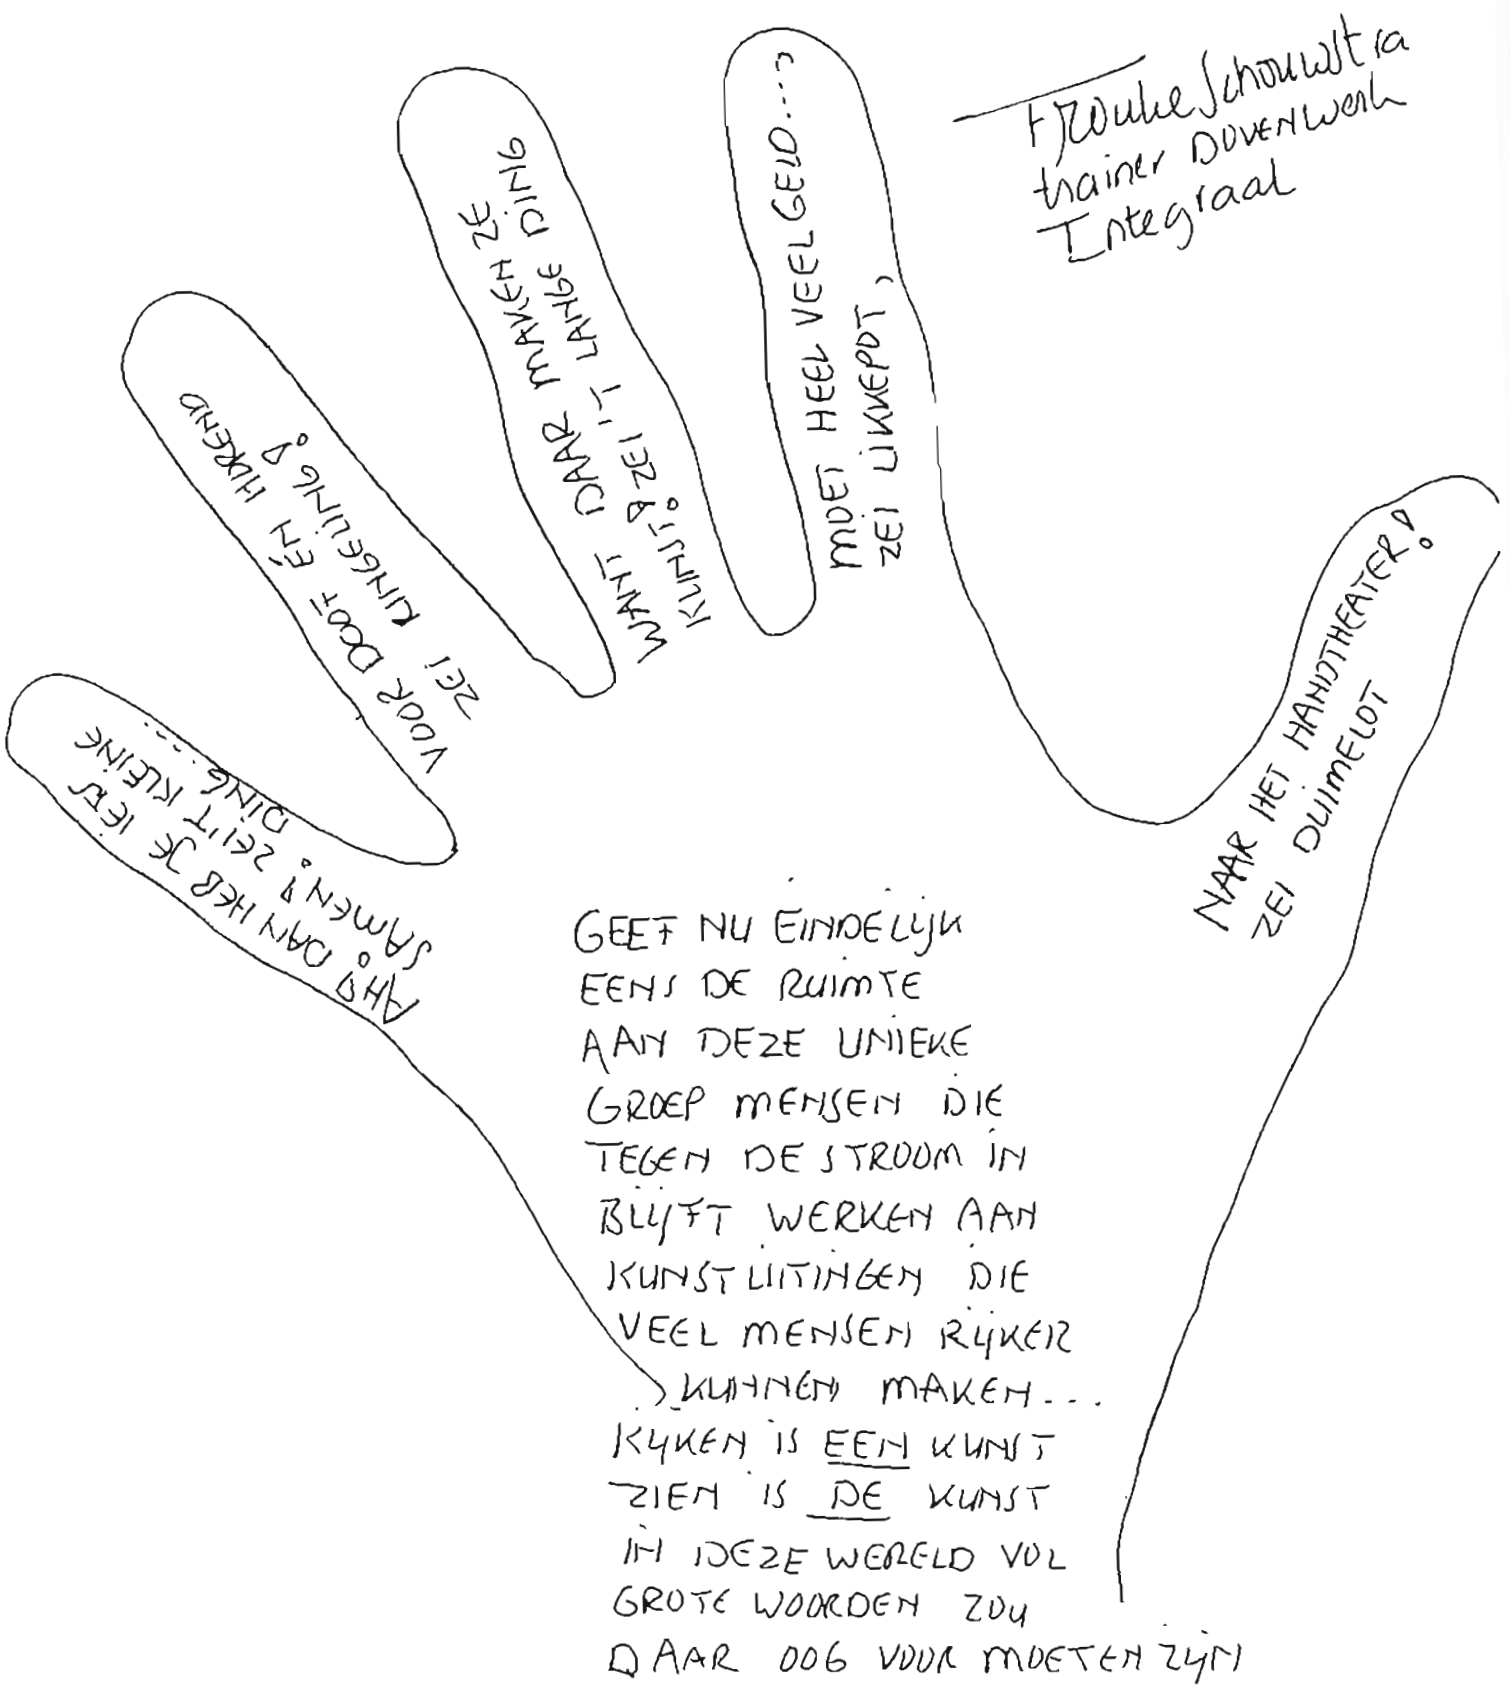 Frouke Schouwstra
trainer DOVENWERK
Integraal
NAAR HET HANDTHEATER!
ZEI DUIMELOT
MOET HEEL VEEL GELD....,
ZEI LIKKEPOT,
WANT DAAR MAKEN ZE
KUNST! ZEI 'T LANGE DING
VOOR DOOF ÉN HOREND
ZEI RINGELING!
AH! DAN HEB JE IETS
SAMEN! ZEI 'T KLEINE
DING.....
GEEF NU EINDELIJK
EENS DE RUIMTE
AAN DEZE UNIEKE
GROEP MENSEN DIE
TEGEN DE STROOM IN
BLIJFT WERKEN AAN
KUNSTUITINGEN DIE
VEEL MENSEN RIJKER
KUNNEN MAKEN...
KIJKEN IS EEN KUNST
ZIEN IS DE KUNST
IN DEZE WERELD VOL
GROTE WOORDEN ZOU
DAAR OOG VOOR MOETEN ZIJN